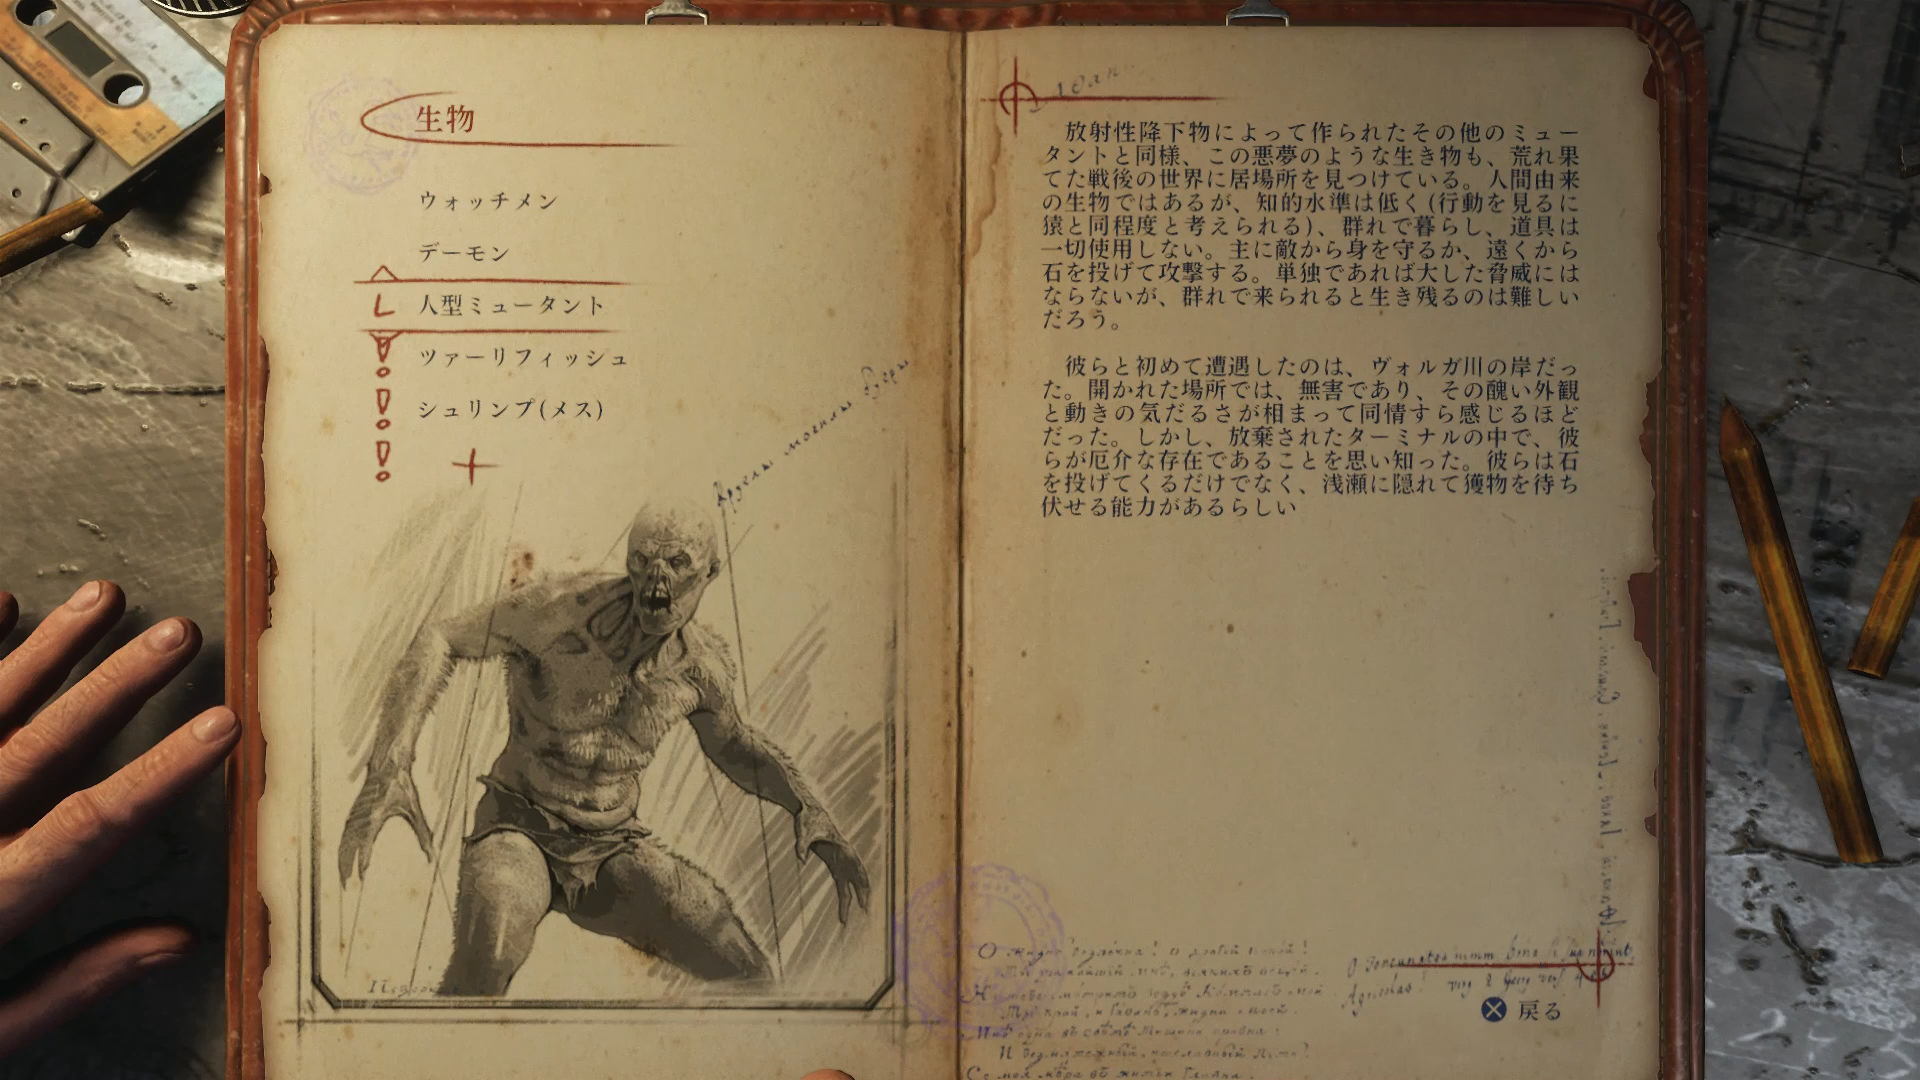 生物
ウォッチメン
デーモン
人型ミュータント
ツァーリフィッシュ
シュリンプ(メス)
放射性降下物によって作られたその他のミュー
タントと同様、この悪夢のような生き物も、荒れ果
てた戦後の世界に居場所を見つけている。人間由来
の生物ではあるが、知的水準は低く(行動を見るに
猿と同程度と考えられる)、群れで暮らし、道具は
一切使用しない。主に敵から身を守るか、遠くから
石を投げて攻撃する。単独であれば大した脅威には
ならないが、群れで来られると生き残るのは難しい
だろう。
彼らと初めて遭遇したのは、ヴォルガ川の岸だっ
た。開かれた場所では、無害であり、その醜い外観
と動きの気だるさが相まって同情すら感じるほど
だった。しかし、放棄されたターミナルの中で、彼
らが厄介な存在であることを思い知った。彼らは石
を投げてくるだけでなく、浅瀬に隠れて獲物を待ち
伏せる能力があるらしい
戻る